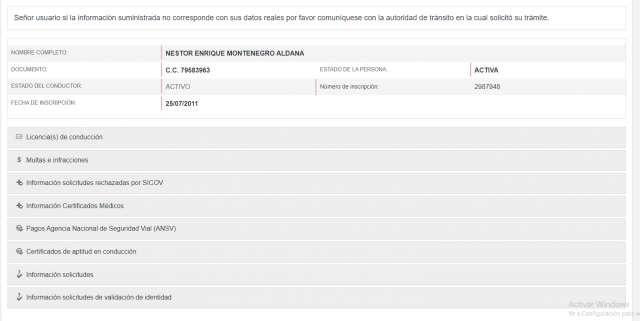 Señor usuario si la información suministrada no corresponde con sus datos reales por favor comuníquese con la autoridad de tránsito en la cual solicitó su trámite.
NOMBRE COMPLETO: NESTOR ENRIQUE MONTENEGRO ALDANA
DOCUMENTO: C.C. 79583963 ESTADO DE LA PERSONA: ACTIVA
ESTADO DEL CONDUCTOR: ACTIVO Número de inscripción: 2987948
FECHA DE INSCRIPCIÓN: 25/07/2011
Licencia(s) de conducción
$ Multas e infracciones
Información solicitudes rechazadas por SICOV
Información Certificados Médicos
Pagos Agencia Nacional de Seguridad Vial (ANSV)
Certificados de aptitud en conducción
Información solicitudes
Información solicitudes de validación de identidad
Activar Windows
Ve a Configuración para